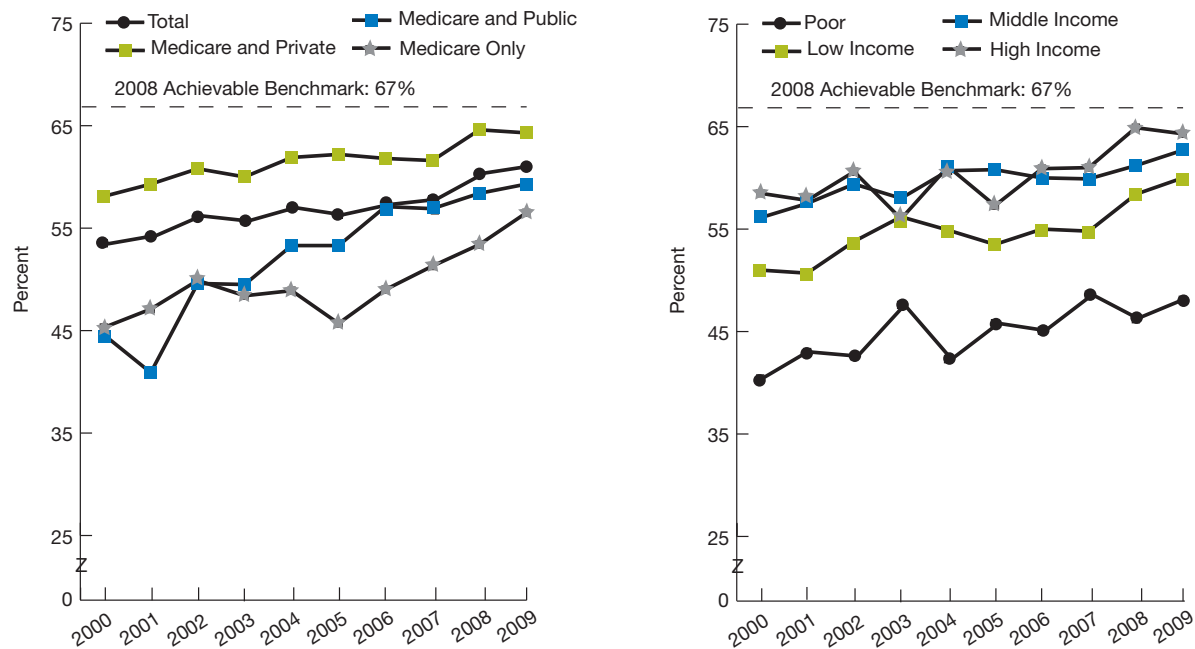 75
Total
Medicare and Public
Medicare and Private
Medicare Only
2008 Achievable Benchmark: 67%
65
55
Percent
45
35
25
Z
0
2000 2001 2002 2003 2004 2005 2006 2007 2008 2009
75
Poor
Middle Income
Low Income
High Income
2008 Achievable Benchmark: 67%
65
55
Percent
45
35
25
Z
0
2000 2001 2002 2003 2004 2005 2006 2007 2008 2009